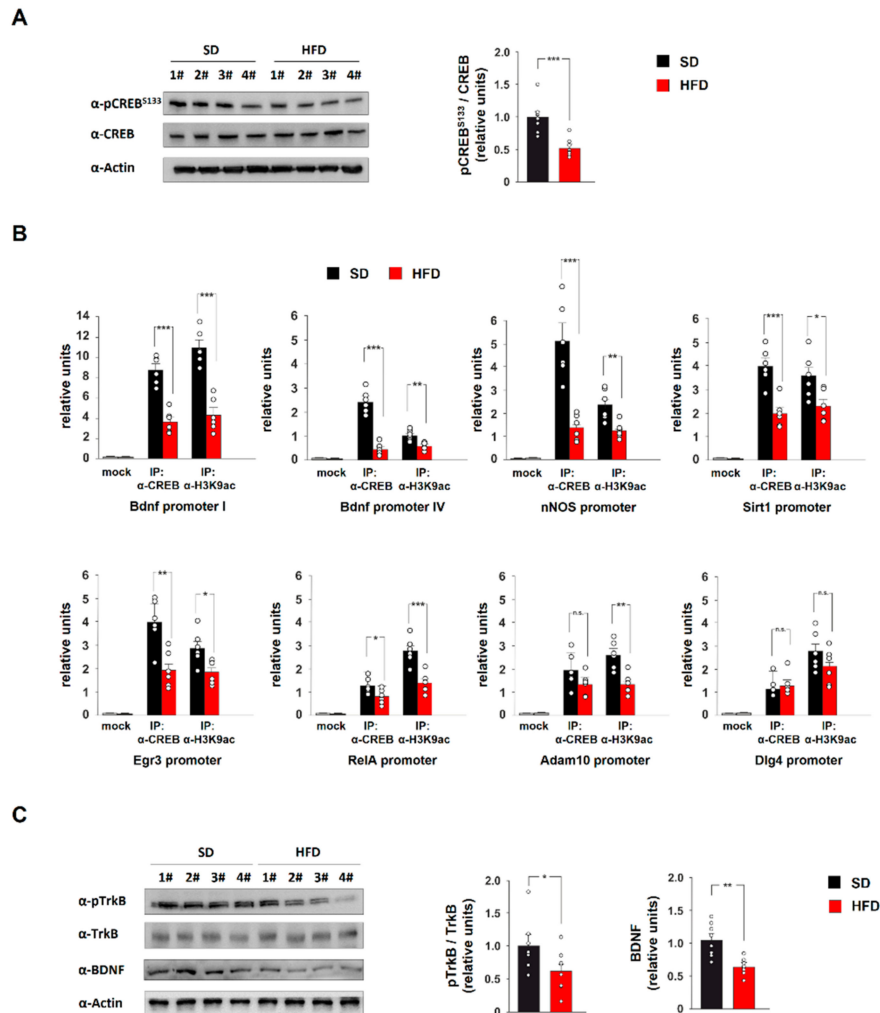 A
SD HFD
1# 2# 3# 4# 1# 2# 3# 4#
α-pCREBS133
α-CREB
α-Actin
pCREBS133 / CREB
(relative units)
2.0
1.5
1.0
0.5
0
***
SD
HFD
B
SD HFD
relative units
14
12
10
8
6
4
2
0
*** ***
mock IP: IP:
α-CREB α-H3K9ac
Bdnf promoter I
relative units
6
5
4
3
2
1
0
*** **
mock IP: IP:
α-CREB α-H3K9ac
Bdnf promoter IV
relative units
6
5
4
3
2
1
0
*** **
mock IP: IP:
α-CREB α-H3K9ac
nNOS promoter
relative units
6
5
4
3
2
1
0
*** *
mock IP: IP:
α-CREB α-H3K9ac
Sirt1 promoter
relative units
6
5
4
3
2
1
0
** *
mock IP: IP:
α-CREB α-H3K9ac
Egr3 promoter
relative units
6
5
4
3
2
1
0
* ***
mock IP: IP:
α-CREB α-H3K9ac
RelA promoter
relative units
6
5
4
3
2
1
0
n.s. **
mock IP: IP:
α-CREB α-H3K9ac
Adam10 promoter
relative units
6
5
4
3
2
1
0
n.s. n.s.
mock IP: IP:
α-CREB α-H3K9ac
Dlg4 promoter
C
SD HFD
1# 2# 3# 4# 1# 2# 3# 4#
α-pTrkB
α-TrkB
α-BDNF
α-Actin
pTrkB / TrkB
(relative units)
2.0
1.5
1.0
0.5
0
*
BDNF
(relative units)
2.0
1.5
1.0
0.5
0
**
SD
HFD